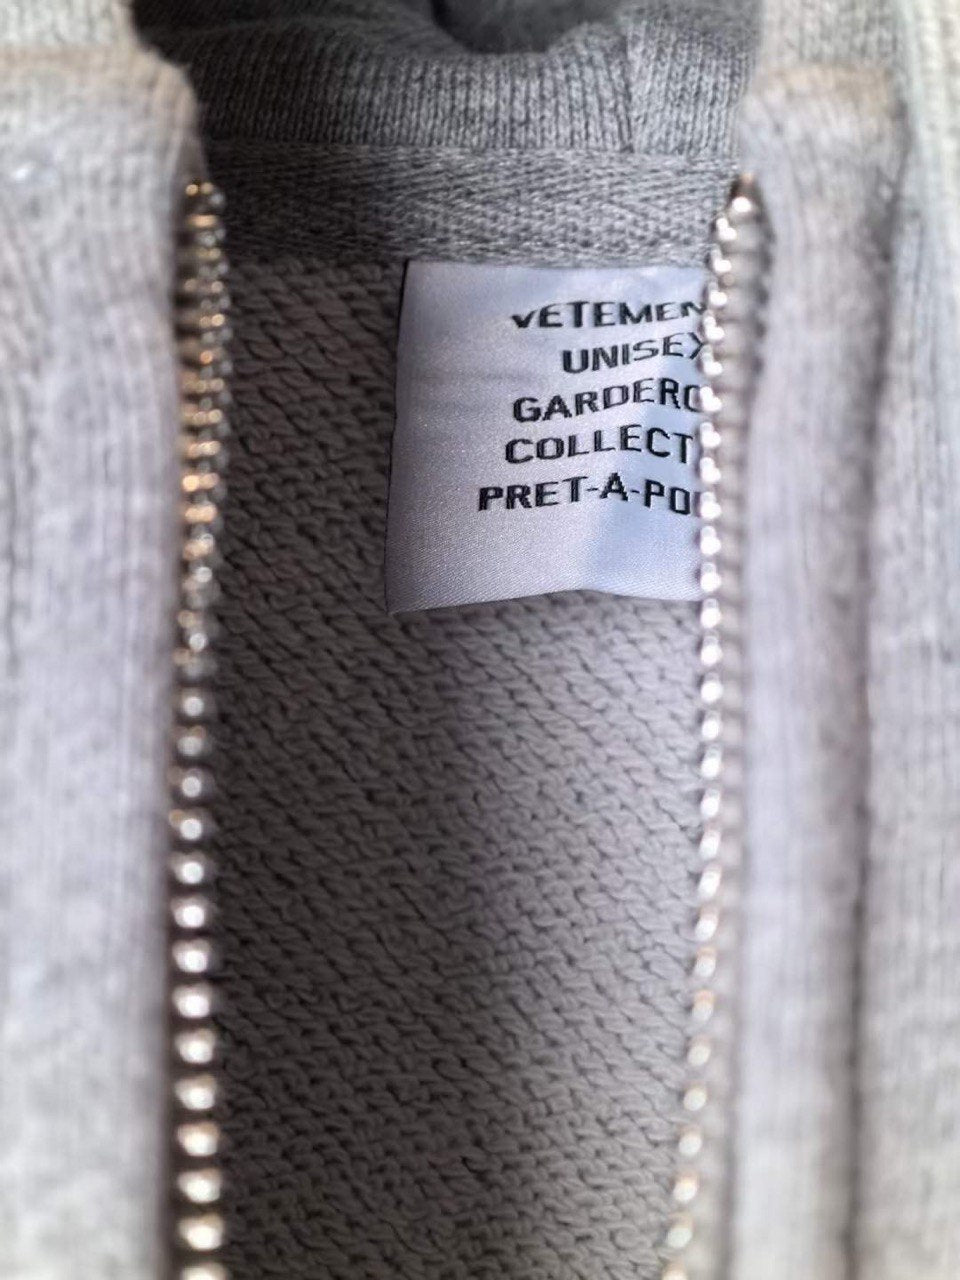 VETEMEN
UNISEX
GARDERO
COLLECT
PRET-A-PO